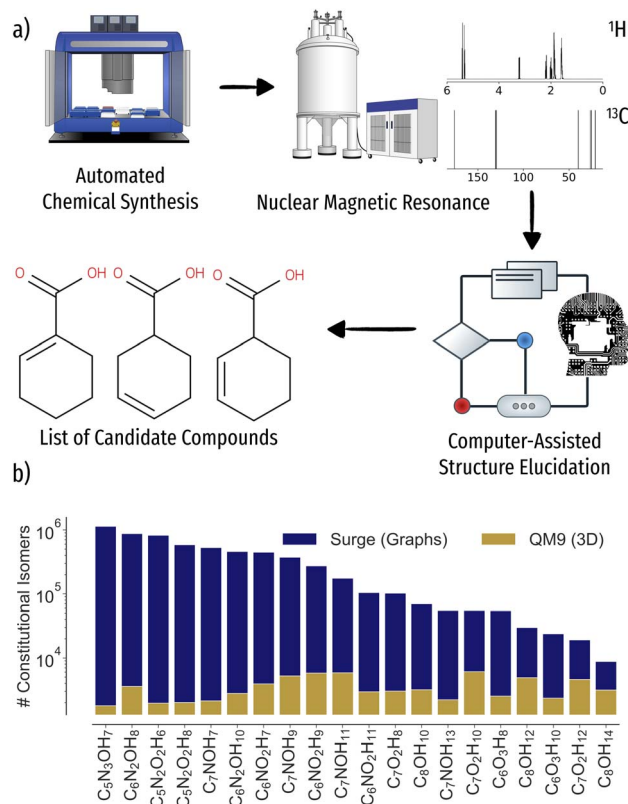 a)
¹H
6 4 2 0
¹³C
150 100 50
Automated
Chemical Synthesis
Nuclear Magnetic Resonance
O OH O OH O OH
List of Candidate Compounds
Computer-Assisted
Structure Elucidation
b)
# Constitutional Isomers
10⁶
10⁵
10⁴
Surge (Graphs)
QM9 (3D)
C₅N₃OH₇
C₆N₂OH₈
C₅N₂O₂H₆
C₅N₂O₂H₈
C₇NOH₇
C₆N₂OH₁₀
C₆NO₂H₇
C₇NOH₉
C₆NO₂H₉
C₇NOH₁₁
C₆NO₂H₁₁
C₇O₂H₈
C₈OH₁₀
C₇NOH₁₃
C₇O₂H₁₀
C₆O₃H₈
C₈OH₁₂
C₆O₃H₁₀
C₇O₂H₁₂
C₈OH₁₄